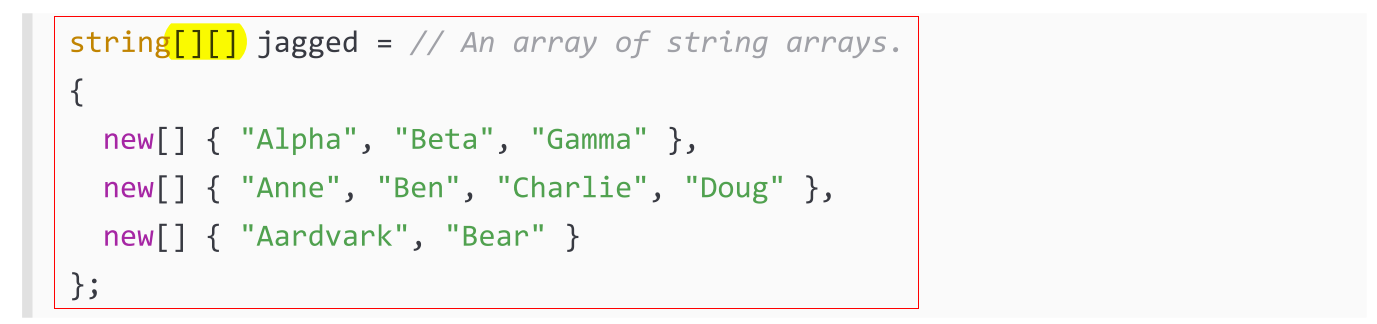 string[][] jagged = // An array of string arrays.
{
  new[] { "Alpha", "Beta", "Gamma" },
  new[] { "Anne", "Ben", "Charlie", "Doug" },
  new[] { "Aardvark", "Bear" }
};